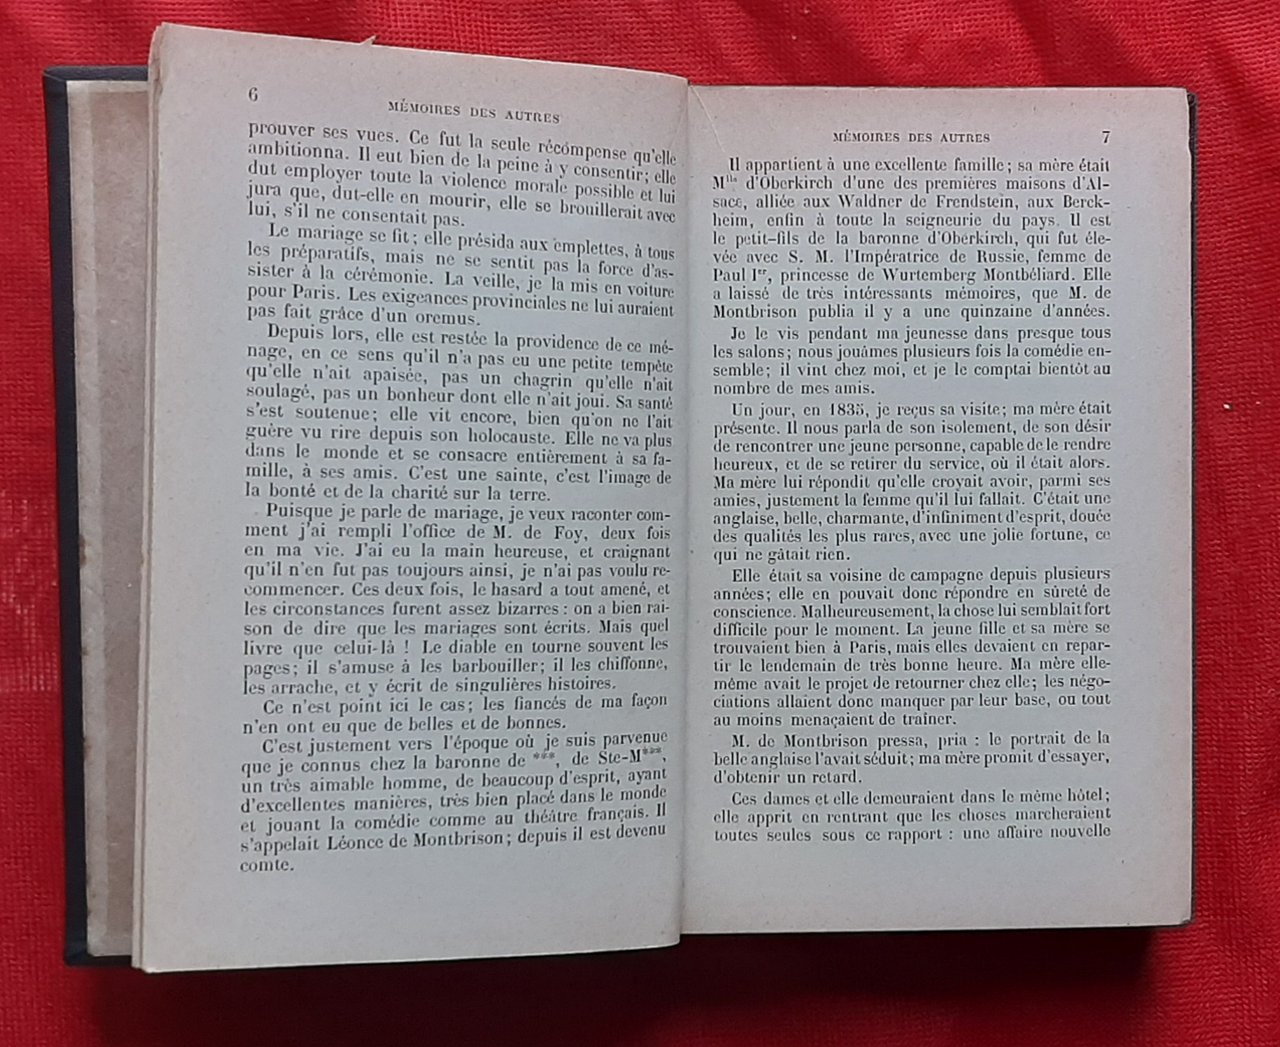 6
MÉMOIRES DES AUTRES
prouver ses vues. Ce fut la seule récompense qu'elle
ambitionna. Il eut bien de la peine à y consentir; elle
dut employer toute la violence morale possible et lui
jura que, dut-elle en mourir, elle se brouillerait avec
lui, s'il ne consentait pas.
Le mariage se fit; elle présida aux emplettes, à tous
les préparatifs, mais ne se sentit pas la force d'as-
sister à la cérémonie. La veille, je la mis en voiture
pour Paris. Les exigeances provinciales ne lui auraient
pas fait grâce d'un oremus.
Depuis lors, elle est restée la providence de ce mé-
nage, en ce sens qu'il n'a pas eu une petite tempête
qu'elle n'ait apaisée, pas un chagrin qu'elle n'ait
soulagé, pas un bonheur dont elle n'ait joui. Sa santé
s'est soutenue; elle vit encore, bien qu'on ne l'ait
guère vu rire depuis son holocauste. Elle ne va plus
dans le monde et se consacre entièrement à sa fa-
mille, à ses amis. C'est une sainte, c'est l'image de
la bonté et de la charité sur la terre.
Puisque je parle de mariage, je veux raconter com-
ment j'ai rempli l'office de M. de Foy, deux fois
en ma vie. J'ai eu la main heureuse, et craignant
qu'il n'en fut pas toujours ainsi, je n'ai pas voulu re-
commencer. Ces deux fois, le hasard a tout amené, et
les circonstances furent assez bizarres : on a bien rai-
son de dire que les mariages sont écrits. Mais quel
livre que celui-là ! Le diable en tourne souvent les
pages; il s'amuse à les barbouiller; il les chiffonne,
les arrache, et y écrit de singulières histoires.
Ce n'est point ici le cas; les fiancés de ma façon
n'en ont eu que de belles et de bonnes.
C'est justement vers l'époque où je suis parvenue
que je connus chez la baronne de ***, de Ste-M***,
un très aimable homme, de beaucoup d'esprit, ayant
d'excellentes manières, très bien placé dans le monde
et jouant la comédie comme au théâtre français. Il
s'appelait Léonce de Montbrison; depuis il est devenu
comte.
MÉMOIRES DES AUTRES
7
Il appartient à une excellente famille; sa mère était
Mlle d'Oberkirch d'une des premières maisons d'Al-
sace, alliée aux Waldner de Frendstein, aux Berck-
heim, enfin à toute la seigneurie du pays. Il est
le petit-fils de la baronne d'Oberkirch, qui fut éle-
vée avec S. M. l'Impératrice de Russie, femme de
Paul Ier, princesse de Wurtemberg Montbéliard. Elle
a laissé de très intéressants mémoires, que M. de
Montbrison publia il y a une quinzaine d'années.
Je le vis pendant ma jeunesse dans presque tous
les salons; nous jouâmes plusieurs fois la comédie en-
semble; il vint chez moi, et je le comptai bientôt au
nombre de mes amis.
Un jour, en 1835, je reçus sa visite; ma mère était
présente. Il nous parla de son isolement, de son désir
de rencontrer une jeune personne, capable de le rendre
heureux, et de se retirer du service, où il était alors.
Ma mère lui répondit qu'elle croyait avoir, parmi ses
amies, justement la femme qu'il lui fallait. C'était une
anglaise, belle, charmante, d'infiniment d'esprit, douée
des qualités les plus rares, avec une jolie fortune, ce
qui ne gâtait rien.
Elle était sa voisine de campagne depuis plusieurs
années; elle en pouvait donc répondre en sûreté de
conscience. Malheureusement, la chose lui semblait fort
difficile pour le moment. La jeune fille et sa mère se
trouvaient bien à Paris, mais elles devaient en repar-
tir le lendemain de très bonne heure. Ma mère elle-
même avait le projet de retourner chez elle; les négo-
ciations allaient donc manquer par leur base, ou tout
au moins menaçaient de traîner.
M. de Montbrison pressa, pria : le portrait de la
belle anglaise l'avait séduit; ma mère promit d'essayer,
d'obtenir un retard.
Ces dames et elle demeuraient dans le même hôtel;
elle apprit en rentrant que les choses marcheraient
toutes seules sous ce rapport : une affaire nouvelle